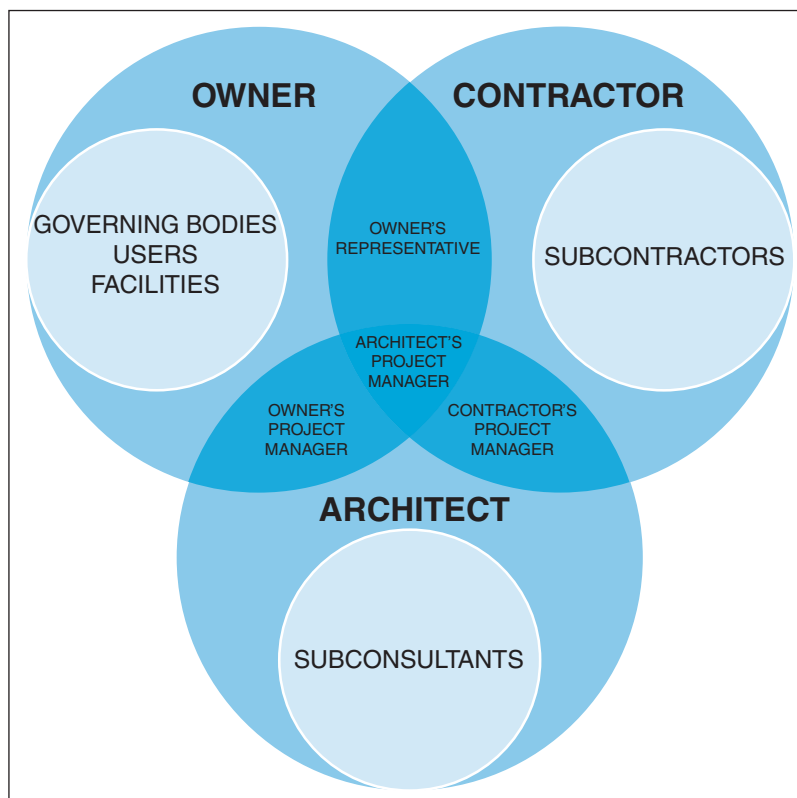 OWNER
CONTRACTOR
GOVERNING BODIES
USERS
FACILITIES
OWNER'S
REPRESENTATIVE
SUBCONTRACTORS
ARCHITECT'S
PROJECT
MANAGER
OWNER'S
PROJECT
MANAGER
CONTRACTOR'S
PROJECT
MANAGER
ARCHITECT
SUBCONSULTANTS